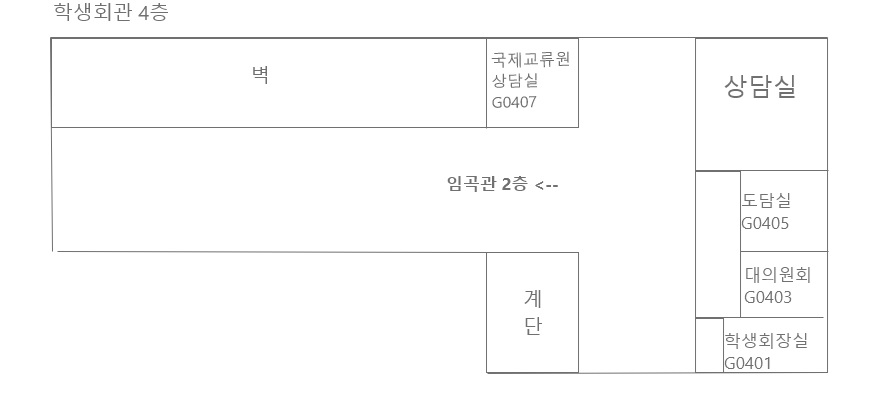 학생회관 4층
벽
국제교류원
상담실
G0407
상담실
임곡관 2층 <--
도담실
G0405
대의원회
G0403
계
단
학생회장실
G0401